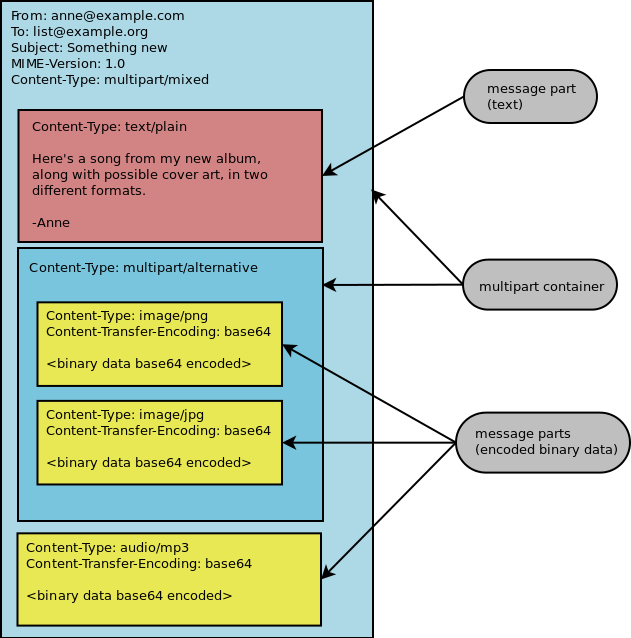 From: anne@example.com
To: list@example.org
Subject: Something new
MIME-Version: 1.0
Content-Type: multipart/mixed
Content-Type: text/plain
Here's a song from my new album,
along with possible cover art, in two
different formats.
-Anne
Content-Type: multipart/alternative
Content-Type: image/png
Content-Transfer-Encoding: base64
<binary data base64 encoded>
Content-Type: image/jpg
Content-Transfer-Encoding: base64
<binary data base64 encoded>
Content-Type: audio/mp3
Content-Transfer-Encoding: base64
<binary data base64 encoded>
message part
(text)
multipart container
message parts
(encoded binary data)